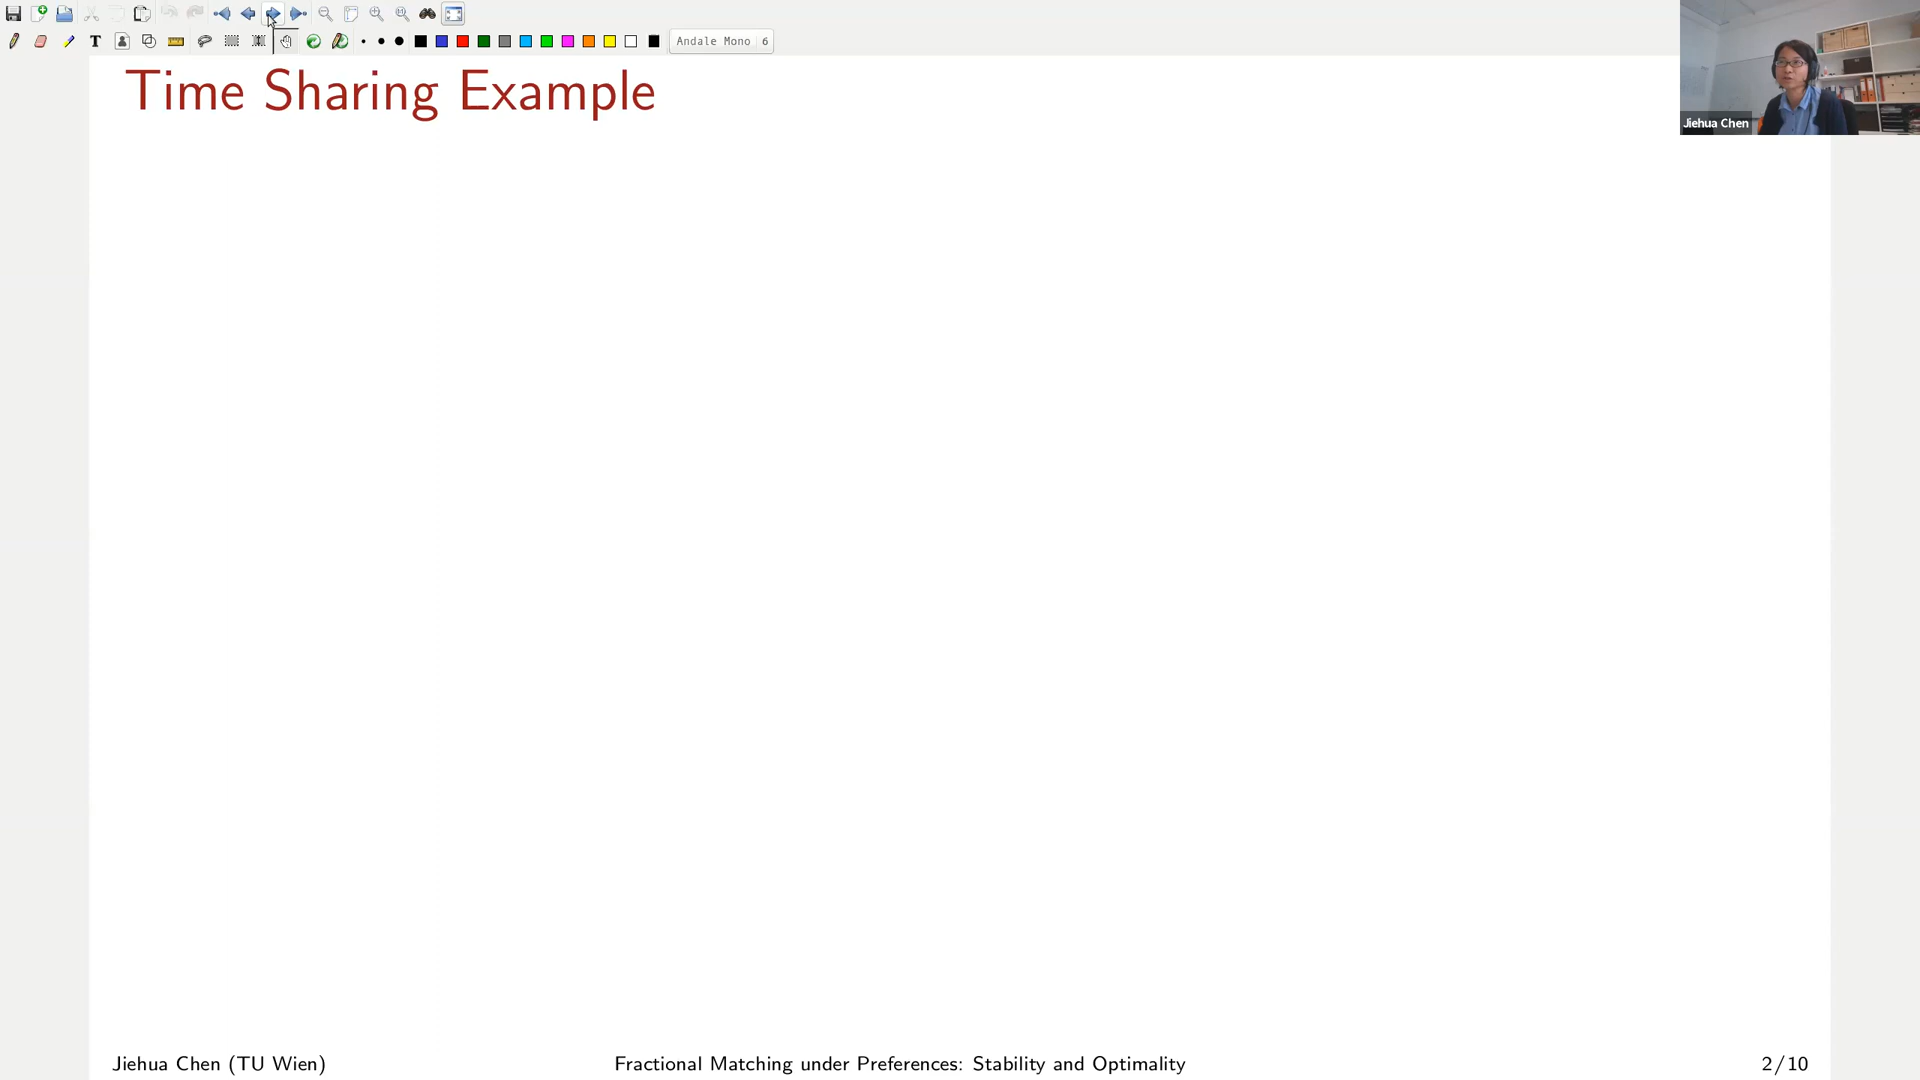 T
Andale Mono 6
Time Sharing Example
Jiehua Chen
Jiehua Chen (TU Wien)
Fractional Matching under Preferences: Stability and Optimality
2/10